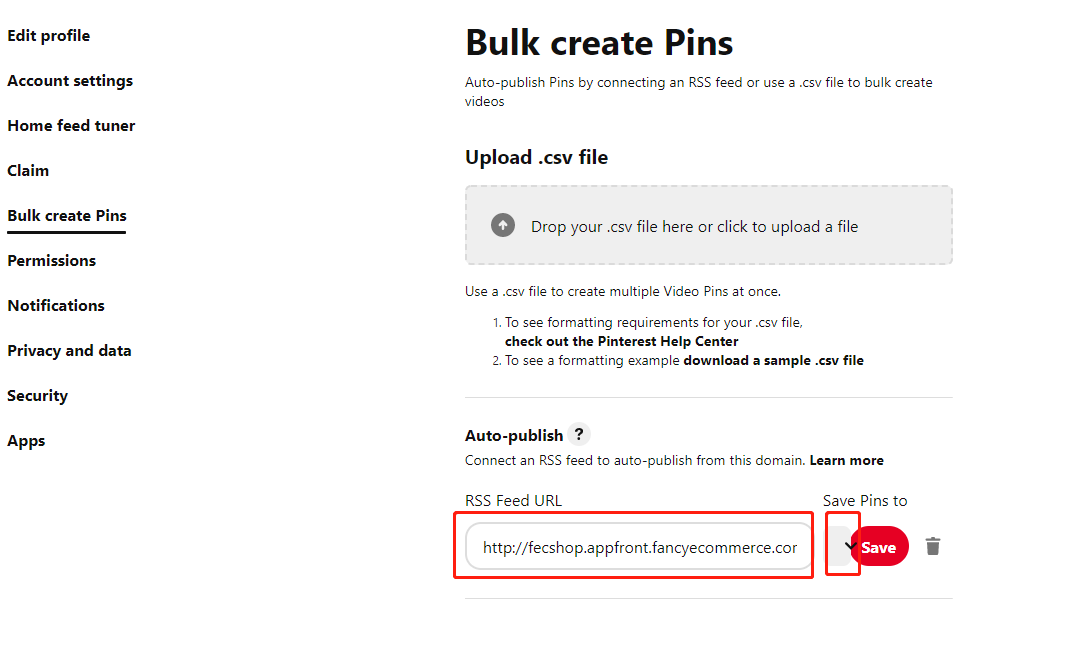 Edit profile
Account settings
Home feed tuner
Claim
Bulk create Pins
Permissions
Notifications
Privacy and data
Security
Apps
Bulk create Pins
Auto-publish Pins by connecting an RSS feed or use a .csv file to bulk create
videos
Upload .csv file
Drop your .csv file here or click to upload a file
Use a .csv file to create multiple Video Pins at once.
1. To see formatting requirements for your .csv file,
check out the Pinterest Help Center
2. To see a formatting example download a sample .csv file
Auto-publish ?
Connect an RSS feed to auto-publish from this domain. Learn more
RSS Feed URL
Save Pins to
http://fecshop.appfront.fancyecommerce.cor
Save